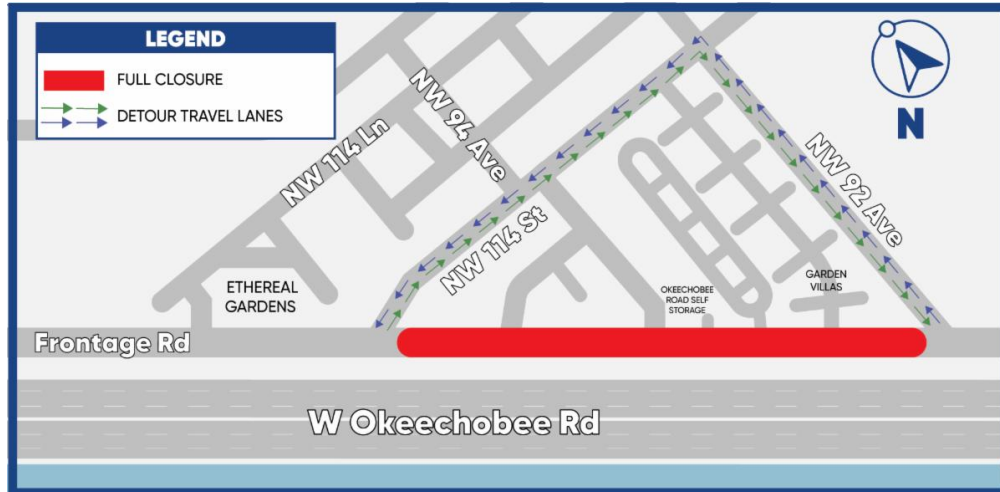 LEGEND
FULL CLOSURE
DETOUR TRAVEL LANES
N
NW 114 Ln
NW 94 Ave
NW 114 St
NW 92 Ave
ETHEREAL
GARDENS
OKEECHOBEE
ROAD SELF
STORAGE
GARDEN
VILLAS
Frontage Rd
W Okeechobee Rd